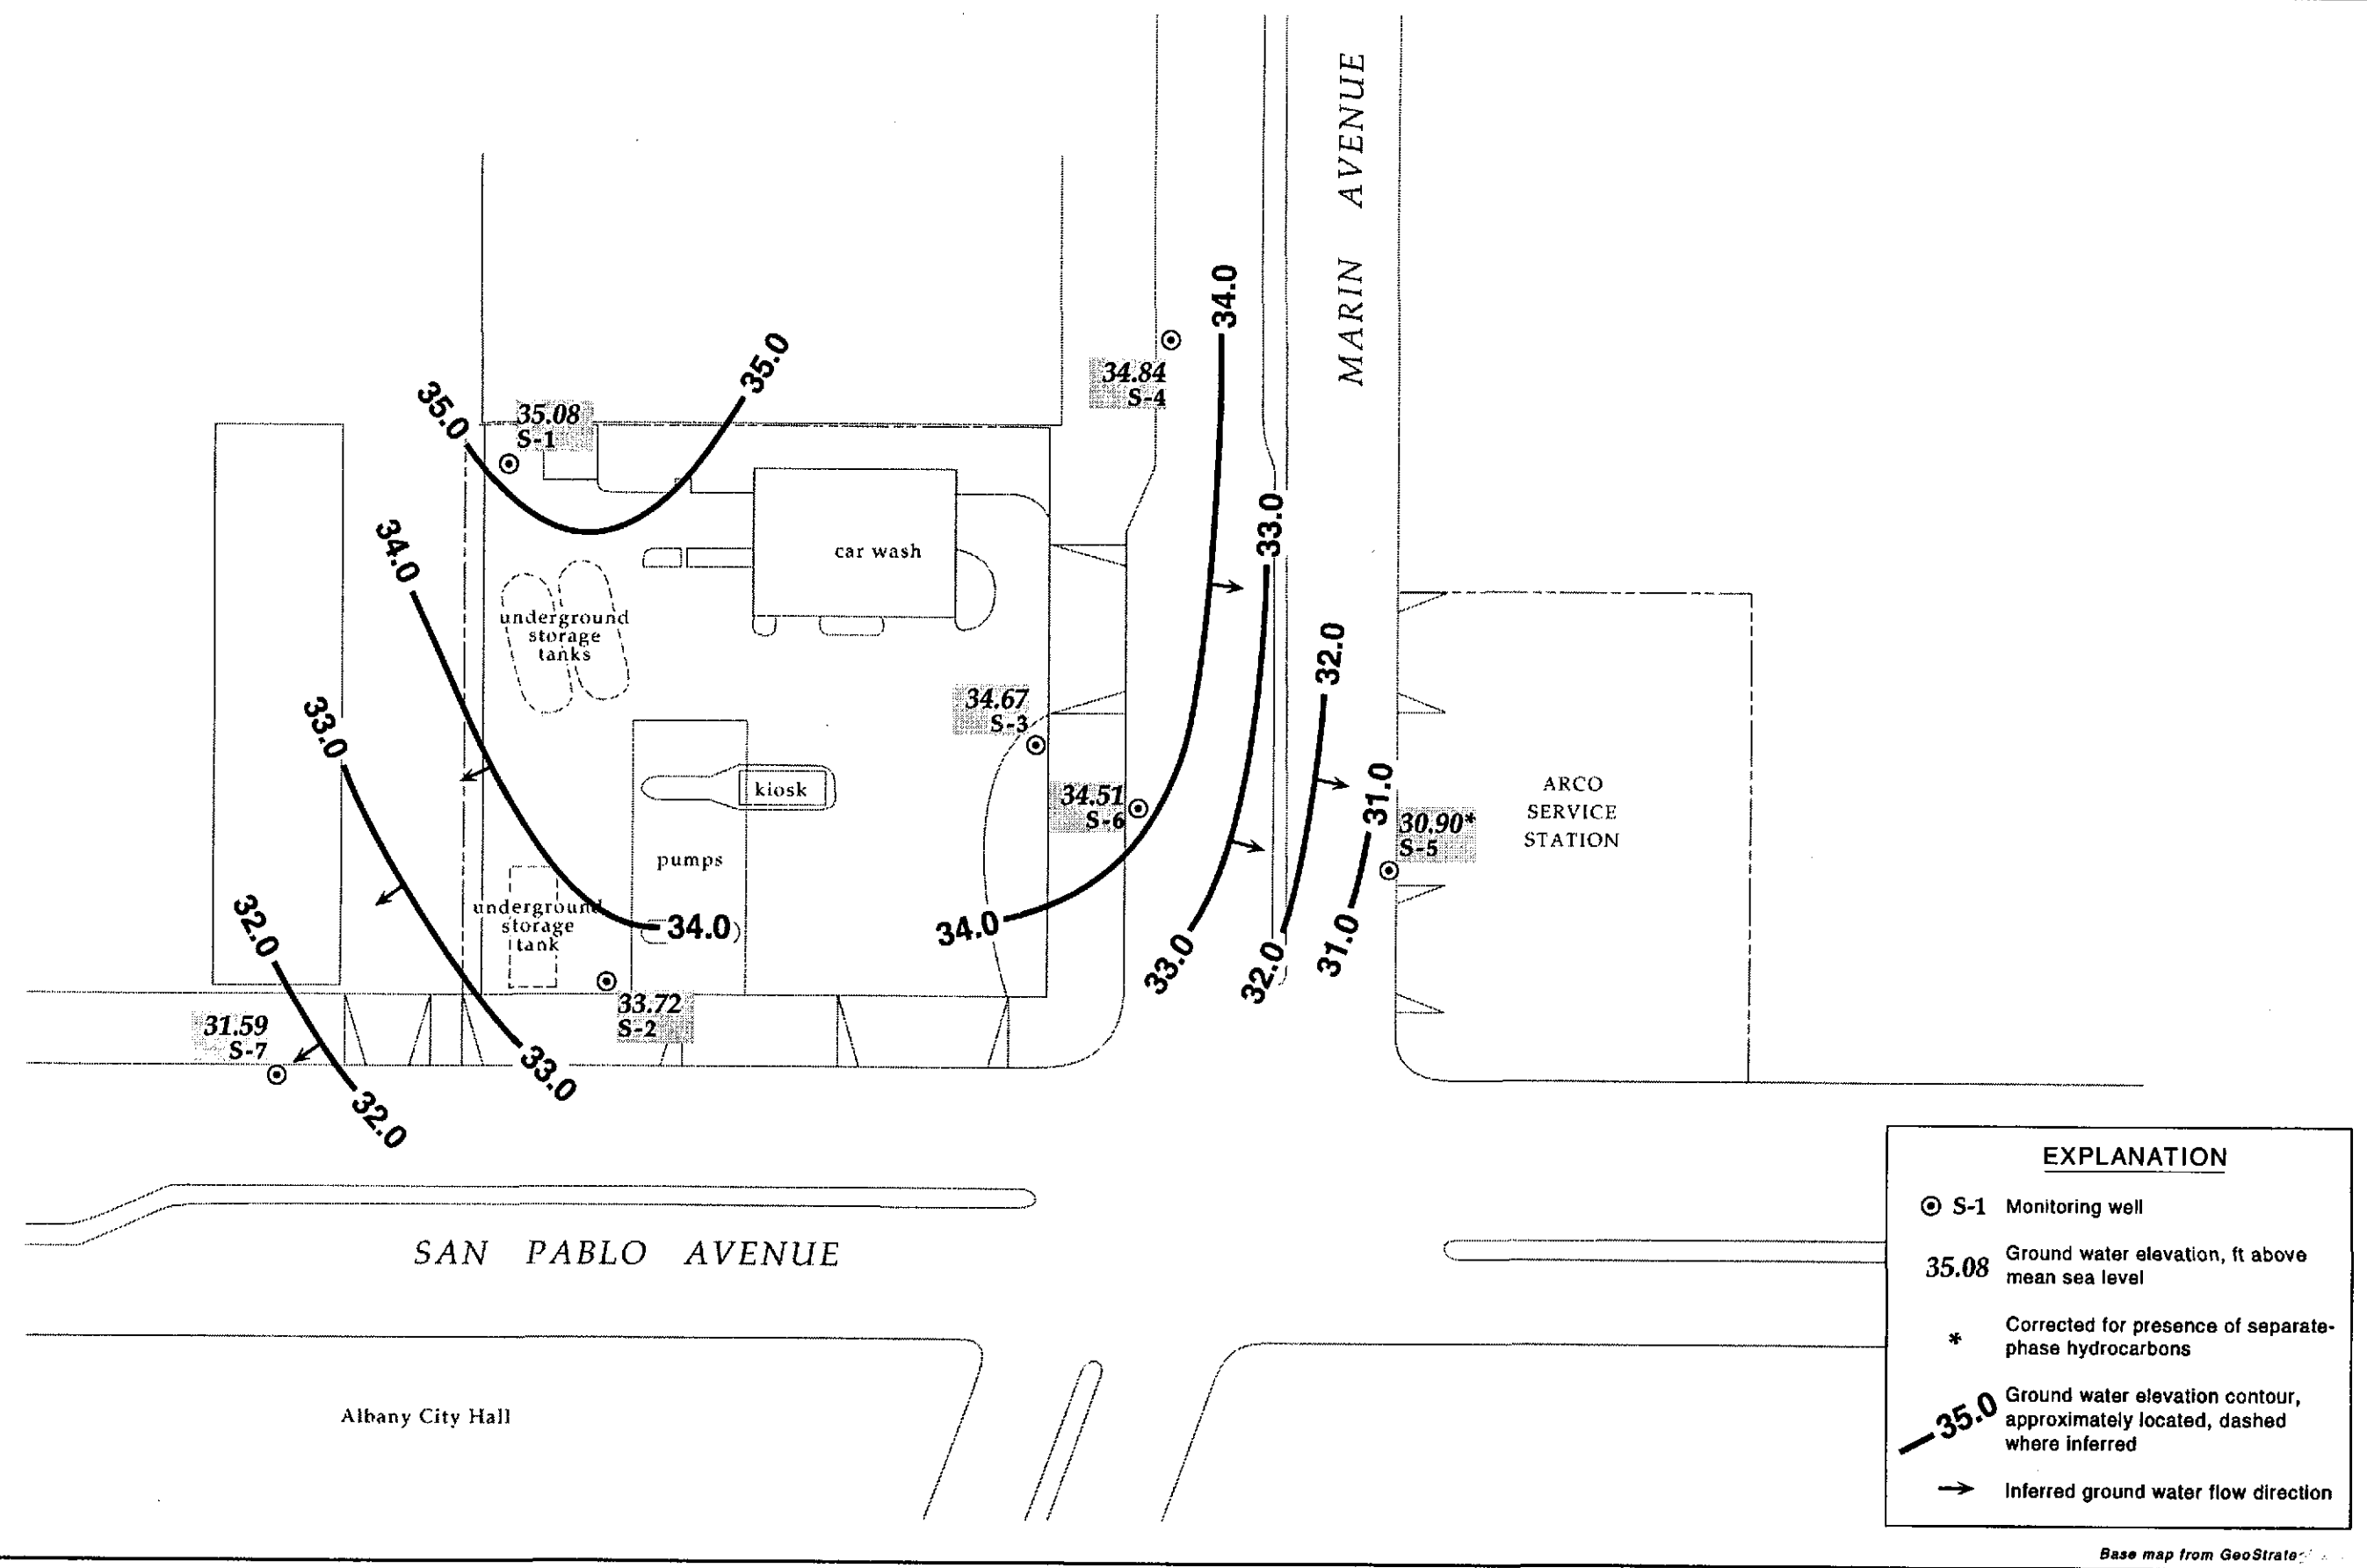 MARIN AVENUE
34.0
35.0
34.84
S-4
35.0
35.08
S-1
33.0
34.0
car wash
underground
storage
tanks
32.0
34.67
S-3
33.0
31.0
kiosk
34.51
S-6
30.90*
S-5
ARCO
SERVICE
STATION
pumps
underground
storage
tank
32.0
34.0
34.0
33.0
32.0
31.0
33.72
S-2
31.59
S-7
33.0
32.0
SAN PABLO AVENUE
Albany City Hall
EXPLANATION
S-1 Monitoring well
35.08 Ground water elevation, ft above
mean sea level
* Corrected for presence of separate-
phase hydrocarbons
35.0 Ground water elevation contour,
approximately located, dashed
where inferred
Inferred ground water flow direction
Base map from GeoStrate